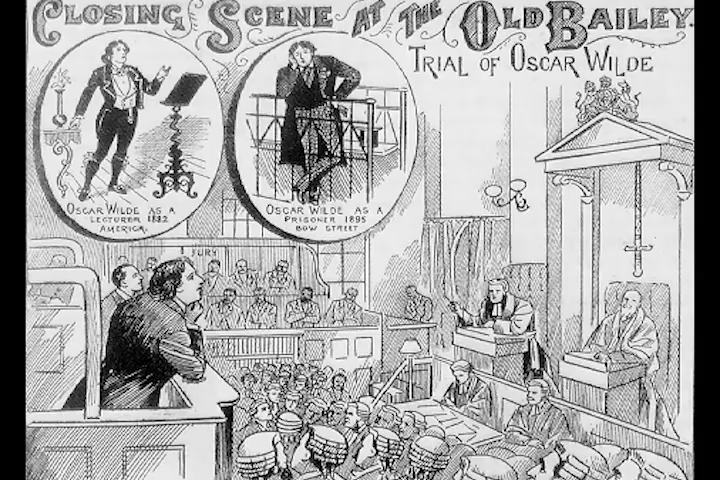 CLOSING SCENE AT THE OLD BAILEY.
TRIAL OF OSCAR WILDE
OSCAR WILDE AS A
LECTURER 1882
AMERICA.
OSCAR WILDE AS A
PRISONER 1895
BOW STREET
JURY